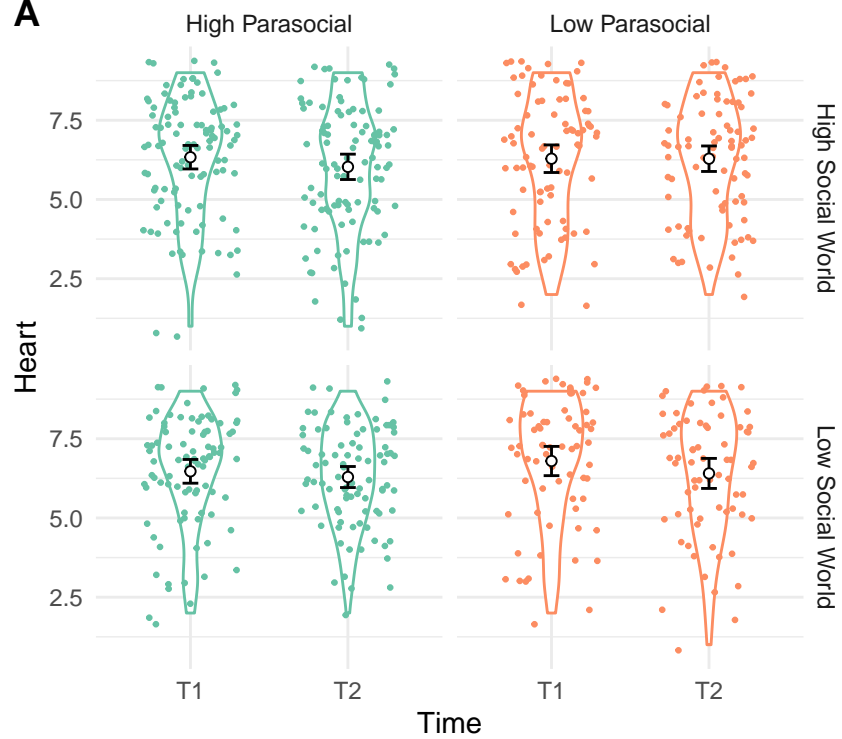 A
High Parasocial
Low Parasocial
7.5
5.0
2.5
High Social World
Heart
7.5
5.0
2.5
Low Social World
T1
T2
T1
T2
Time